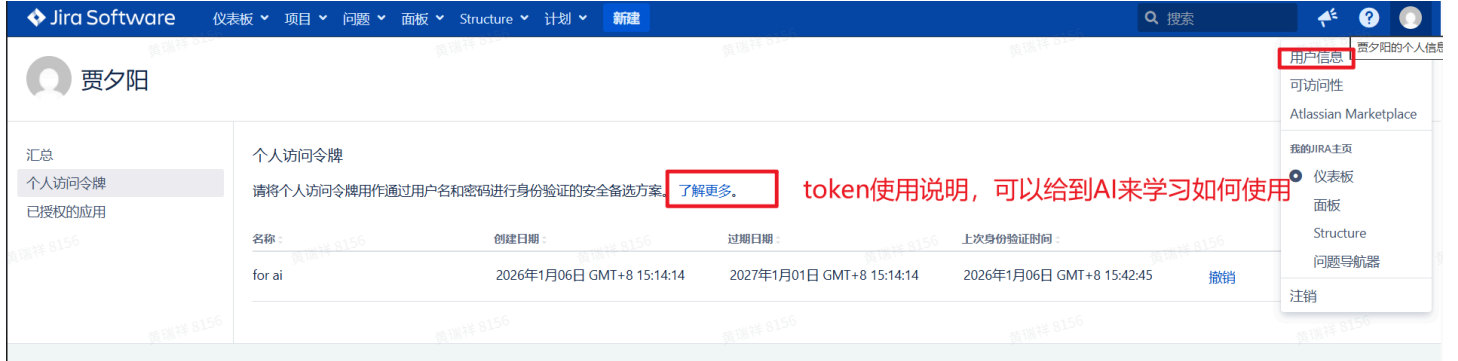 Jira Software 仪表板 项目 问题 面板 Structure 计划 新建 搜索
贾夕阳的个人信息
用户信息
贾夕阳
可访问性
Atlassian Marketplace
汇总
个人访问令牌
已授权的应用
个人访问令牌
请将个人访问令牌用作通过用户名和密码进行身份验证的安全备选方案。了解更多。
token使用说明，可以给到AI来学习如何使用
名称 创建日期 过期日期 上次身份验证时间
for ai 2026年1月06日 GMT+8 15:14:14 2027年1月01日 GMT+8 15:14:14 2026年1月06日 GMT+8 15:42:45 撤销
我的JIRA主页
仪表板
面板
Structure
问题导航器
注销
黄瑞祥 8156